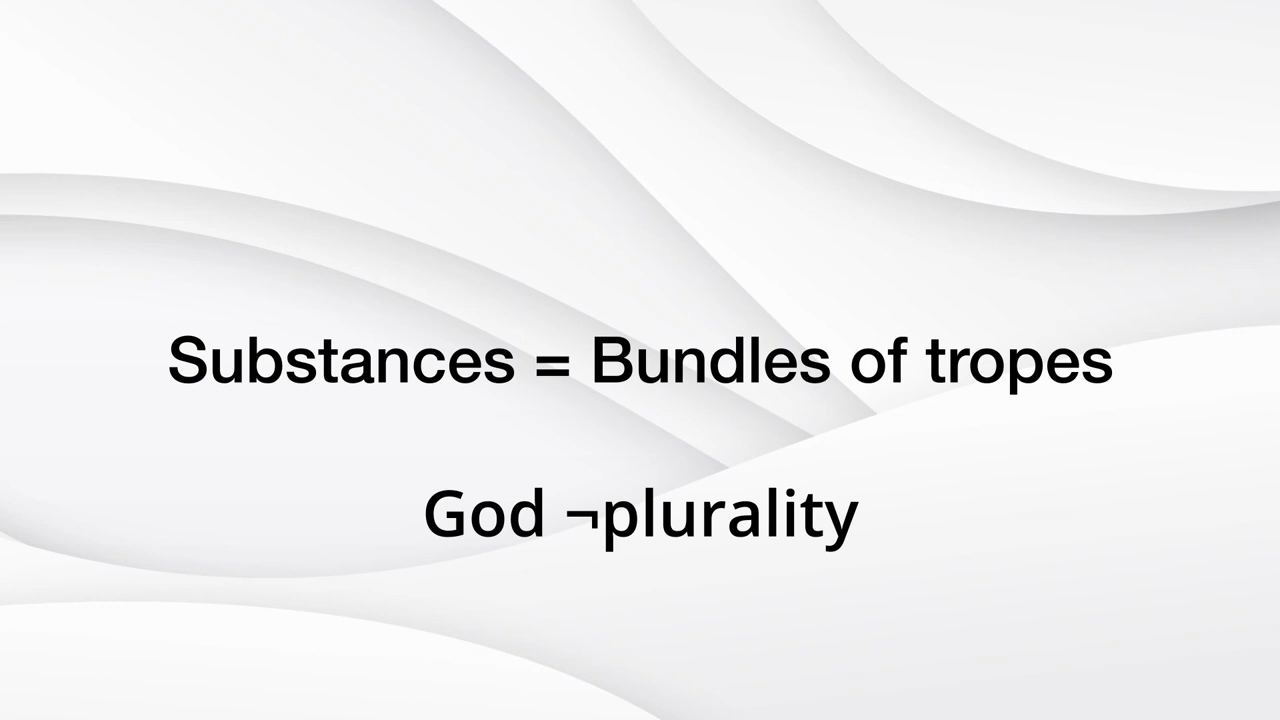 Substances = Bundles of tropes
God ¬plurality